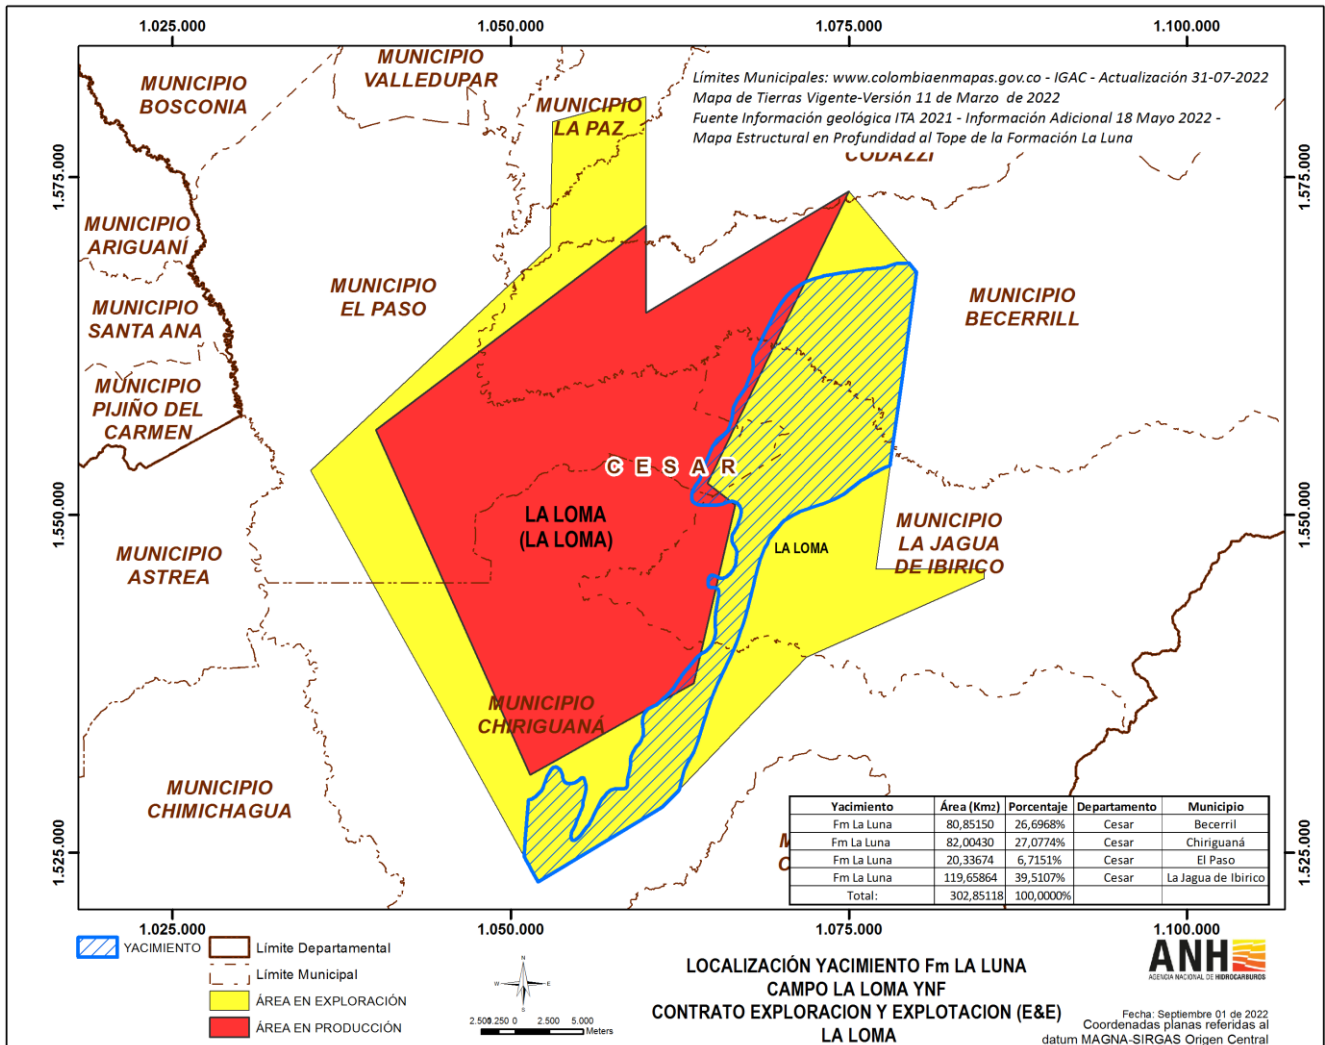 1.025.000 1.050.000 1.075.000 1.100.000
MUNICIPIO
VALLEDUPAR
MUNICIPIO
BOSCONIA
MUNICIPIO
LA PAZ
Límites Municipales: www.colombiaenmapas.gov.co - IGAC - Actualización 31-07-2022
Mapa de Tierras Vigente-Versión 11 de Marzo de 2022
Fuente Información geológica ITA 2021 - Información Adicional 18 Mayo 2022 -
Mapa Estructural en Profundidad al Tope de la Formación La Luna
CODAZZI
1.575.000
1.575.000
MUNICIPIO
ARIGUANÍ
MUNICIPIO
EL PASO
MUNICIPIO
SANTA ANA
MUNICIPIO
BECERRILL
MUNICIPIO
PIJIÑO DEL
CARMEN
CESAR
1.550.000
1.550.000
LA LOMA
(LA LOMA)
LA LOMA
MUNICIPIO
LA JAGUA
DE IBIRICO
MUNICIPIO
ASTREA
MUNICIPIO
CHIRIGUANÁ
MUNICIPIO
CHIMICHAGUA
1.525.000
1.525.000
Yacimiento Área (Km2) Porcentaje Departamento Municipio
Fm La Luna 80,85150 26,6968% Cesar Becerril
Fm La Luna 82,00430 27,0774% Cesar Chiriguaná
Fm La Luna 20,33674 6,7151% Cesar El Paso
Fm La Luna 119,65864 39,5107% Cesar La Jagua de Ibirico
Total: 302,85118 100,0000%
1.025.000 1.050.000 1.075.000 1.100.000
YACIMIENTO
Límite Departamental
Límite Municipal
ÁREA EN EXPLORACIÓN
ÁREA EN PRODUCCIÓN
N
W E
S
2.500 1.250 0 2.500 5.000
Meters
LOCALIZACIÓN YACIMIENTO Fm LA LUNA
CAMPO LA LOMA YNF
CONTRATO EXPLORACION Y EXPLOTACION (E&E)
LA LOMA
ANH
AGENCIA NACIONAL DE HIDROCARBUROS
Fecha: Septiembre 01 de 2022
Coordenadas planas referidas al
datum MAGNA-SIRGAS Origen Central